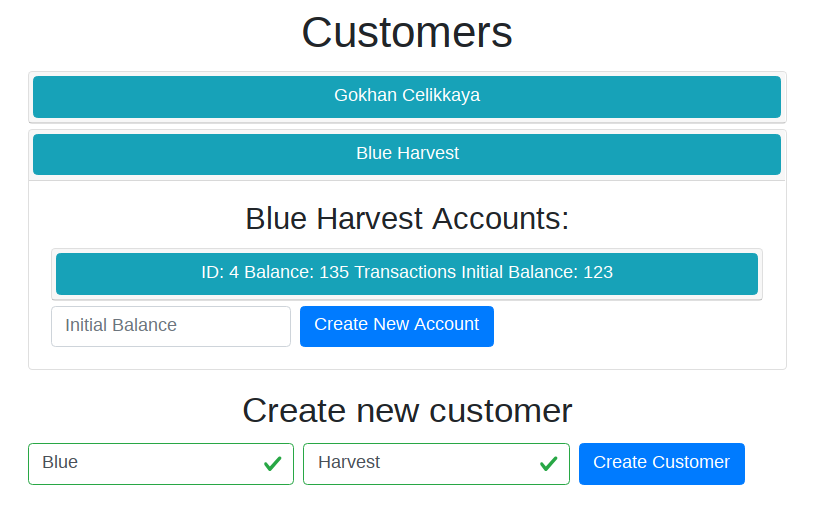 Customers
Gokhan Celikkaya
Blue Harvest
Blue Harvest Accounts:
ID: 4 Balance: 135 Transactions Initial Balance: 123
Initial Balance Create New Account
Create new customer
Blue Harvest Create Customer